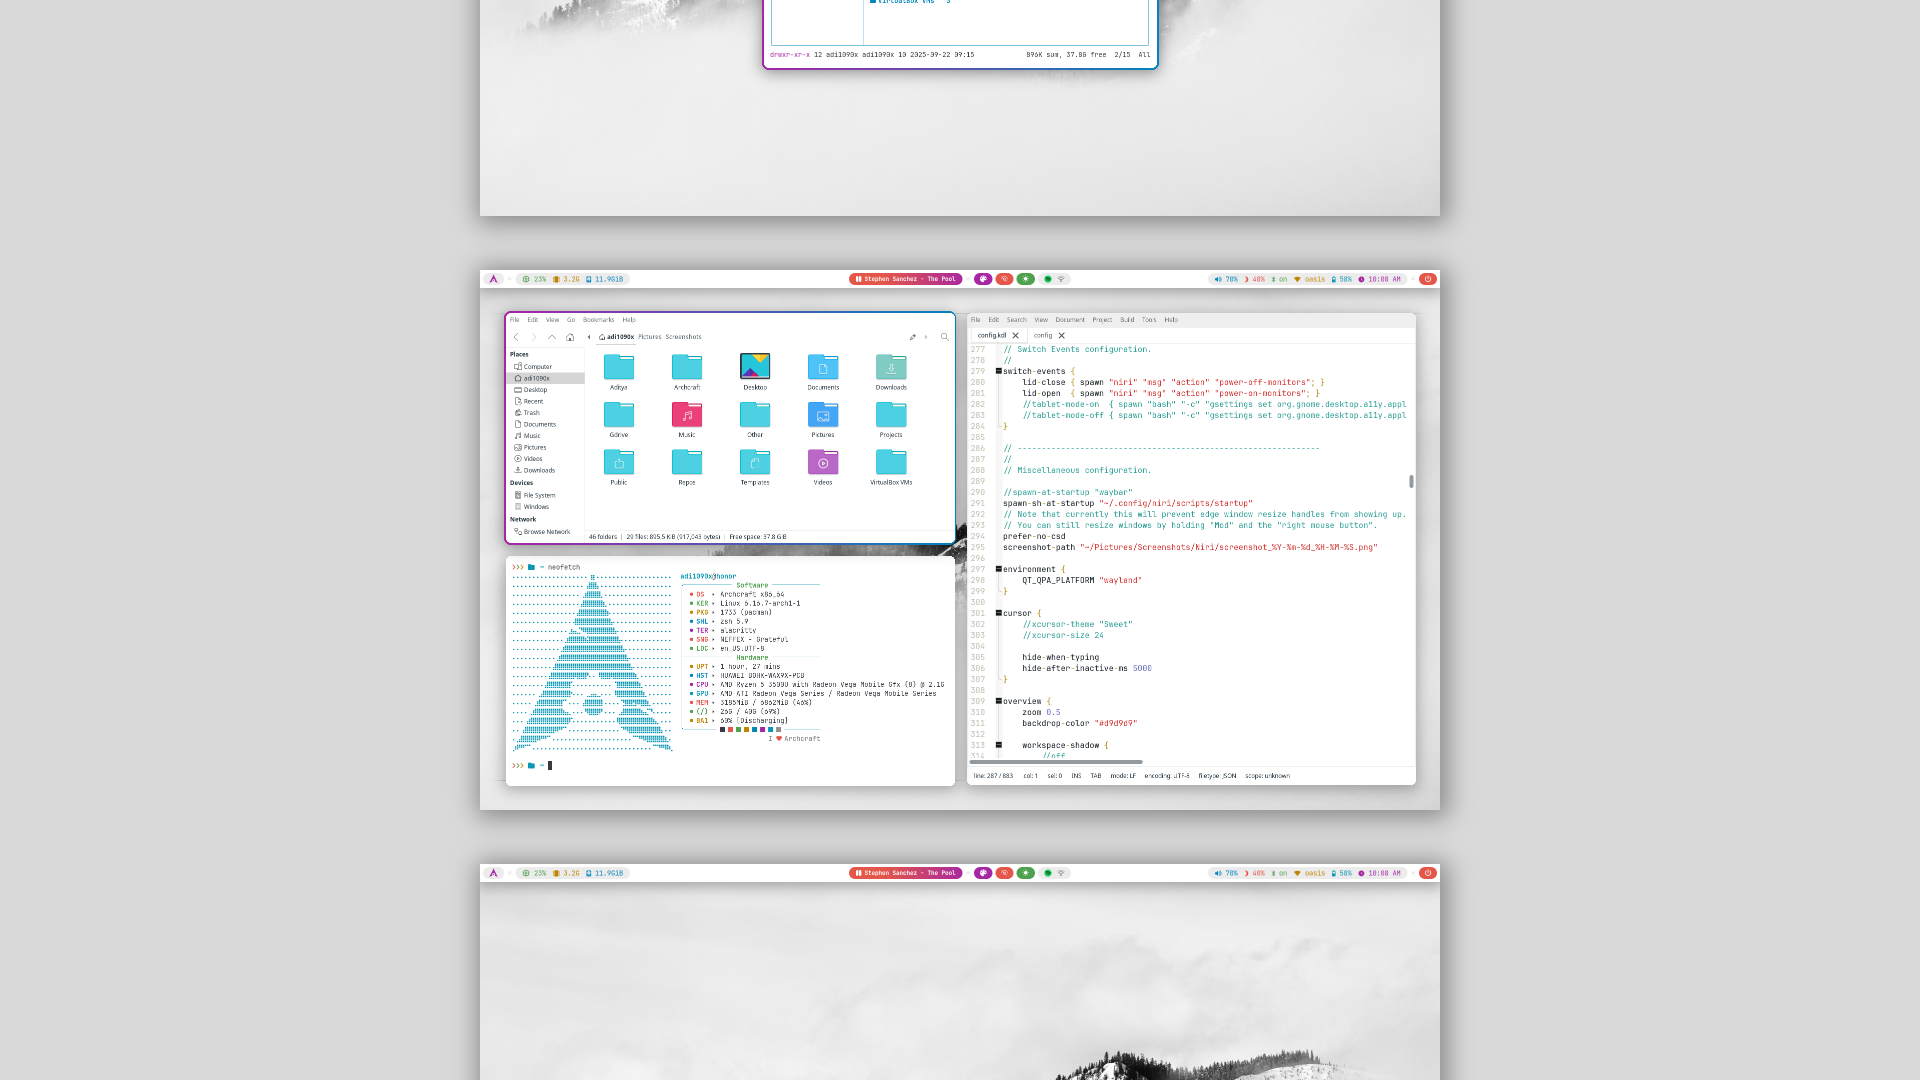 VirtualBox VMs 3
drwxr-xr-x 12 adi1090x adi1090x 10 2025-09-22 09:15 896K sum, 37.8G free 2/15 All
23% 3.2G 11.9GiB Stephen Sanchez - The Pool 70% 40% on oasis 58% 10:08 AM
File Edit View Go Bookmarks Help
adi1090x Pictures Screenshots
Places
Computer
adi1090x
Desktop
Recent
Trash
Documents
Music
Pictures
Videos
Downloads
Devices
File System
Windows
Network
Browse Network
Aditya Archcraft Desktop Documents Downloads
Gdrive Music Other Pictures Projects
Public Repos Templates Videos VirtualBox VMs
46 folders | 29 files: 895.5 KiB (917,043 bytes) | Free space: 37.8 GiB
>>> ~ neofetch
adi1090x@honor
Software
OS Archcraft x86_64
KER Linux 6.16.7-arch1-1
PKG 1733 (pacman)
SHL zsh 5.9
TER alacritty
SNG NEFFEX - Grateful
LOC en_US.UTF-8
Hardware
UPT 1 hour, 27 mins
HST HUAWEI BOHK-WAX9X-PCB
CPU AMD Ryzen 5 3500U with Radeon Vega Mobile Gfx (8) @ 2.1G
GPU AMD ATI Radeon Vega Series / Radeon Vega Mobile Series
MEM 3185MiB / 6862MiB (46%)
(/) 26G / 40G (69%)
BA1 60% [Discharging]
I ♥ Archcraft
>>> ~
File Edit Search View Document Project Build Tools Help
config.kdl config
277 // Switch Events configuration.
278 //
279 switch-events {
280 lid-close { spawn "niri" "msg" "action" "power-off-monitors"; }
281 lid-open { spawn "niri" "msg" "action" "power-on-monitors"; }
282 //tablet-mode-on { spawn "bash" "-c" "gsettings set org.gnome.desktop.a11y.appl
283 //tablet-mode-off { spawn "bash" "-c" "gsettings set org.gnome.desktop.a11y.appl
284 }
285
286 // ---------------------------------------------------------------
287 //
288 // Miscellaneous configuration.
289
290 //spawn-at-startup "waybar"
291 spawn-sh-at-startup "~/.config/niri/scripts/startup"
292 // Note that currently this will prevent edge window resize handles from showing up.
293 // You can still resize windows by holding "Mod" and the "right mouse button".
294 prefer-no-csd
295 screenshot-path "~/Pictures/Screenshots/Niri/screenshot_%Y-%m-%d_%H-%M-%S.png"
296
297 environment {
298 QT_QPA_PLATFORM "wayland"
299 }
300
301 cursor {
302 //xcursor-theme "Sweet"
303 //xcursor-size 24
304
305 hide-when-typing
306 hide-after-inactive-ms 5000
307 }
308
309 overview {
310 zoom 0.5
311 backdrop-color "#d9d9d9"
312
313 workspace-shadow {
314 //off
line: 287 / 883 col: 1 sel: 0 INS TAB mode: LF encoding: UTF-8 filetype: JSON scope: unknown
23% 3.2G 11.9GiB Stephen Sanchez - The Pool 70% 40% on oasis 58% 10:08 AM